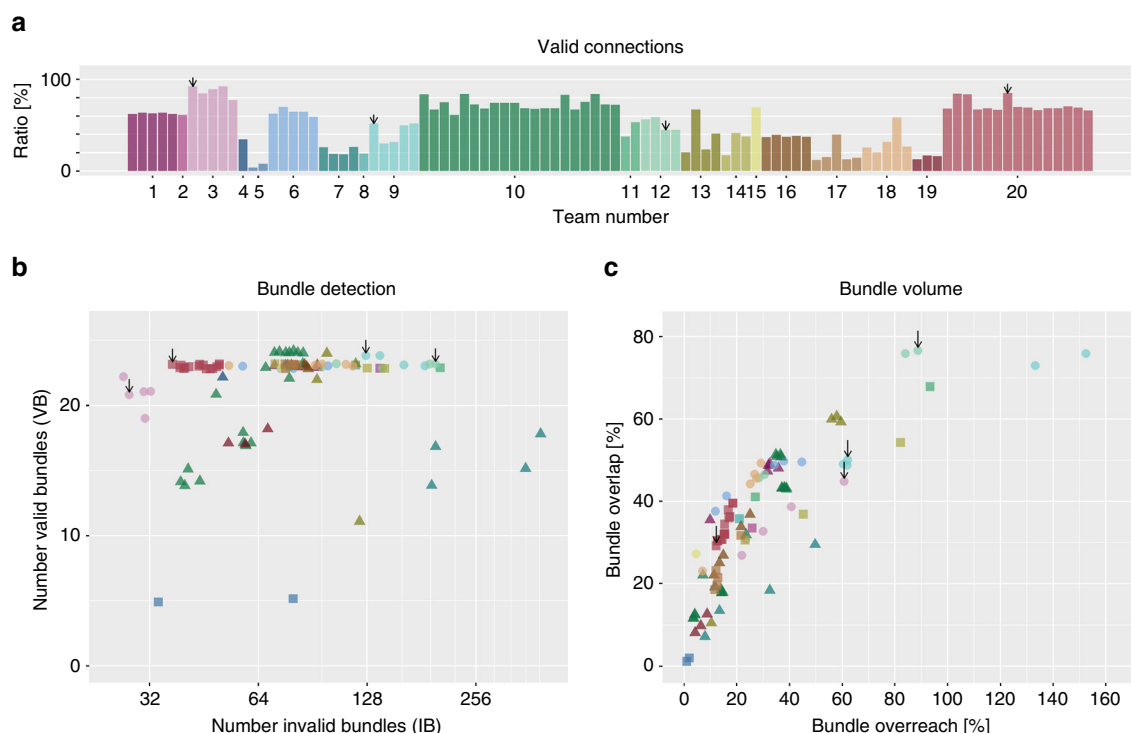 a
Valid connections
Ratio [%]
100
0
1 2 3 4 5 6 7 8 9 10 11 12 13 14 15 16 17 18 19 20
Team number
b
Bundle detection
Number valid bundles (VB)
20
10
0
32 64 128 256
Number invalid bundles (IB)
c
Bundle volume
Bundle overlap [%]
80
60
40
20
0
0 20 40 60 80 100 120 140 160
Bundle overreach [%]